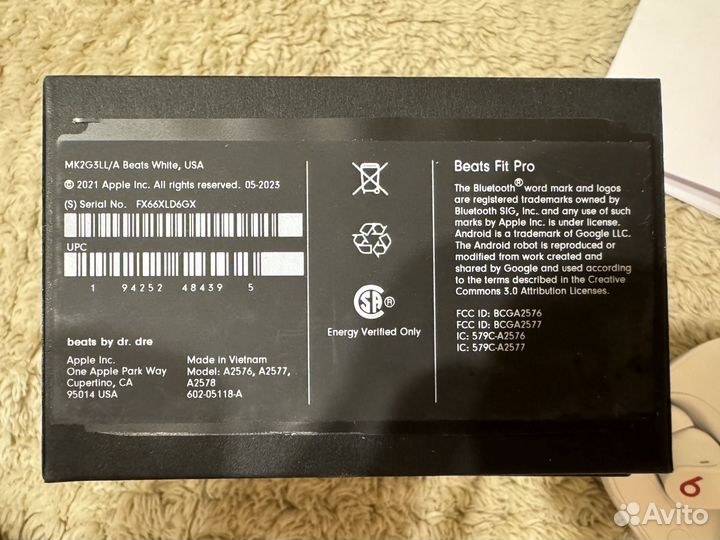 MK2G3LL/A Beats White, USA
© 2021 Apple Inc. All rights reserved. 05-2023
(S) Serial No. FX66XLD6GX
UPC
1 94252 48439 5
beats by dr. dre
Apple Inc.
One Apple Park Way
Cupertino, CA
95014 USA
Made in Vietnam
Model: A2576, A2577,
A2578
602-05118-A
SA®
Energy Verified Only
Beats Fit Pro
The Bluetooth® word mark and logos
are registered trademarks owned by
Bluetooth SIG, Inc. and any use of such
marks by Apple Inc. is under license.
Android is a trademark of Google LLC.
The Android robot is reproduced or
modified from work created and
shared by Google and used according
to the terms described in the Creative
Commons 3.0 Attribution Licenses.
FCC ID: BCGA2576
FCC ID: BCGA2577
IC: 579C-A2576
IC: 579C-A2577
Avito